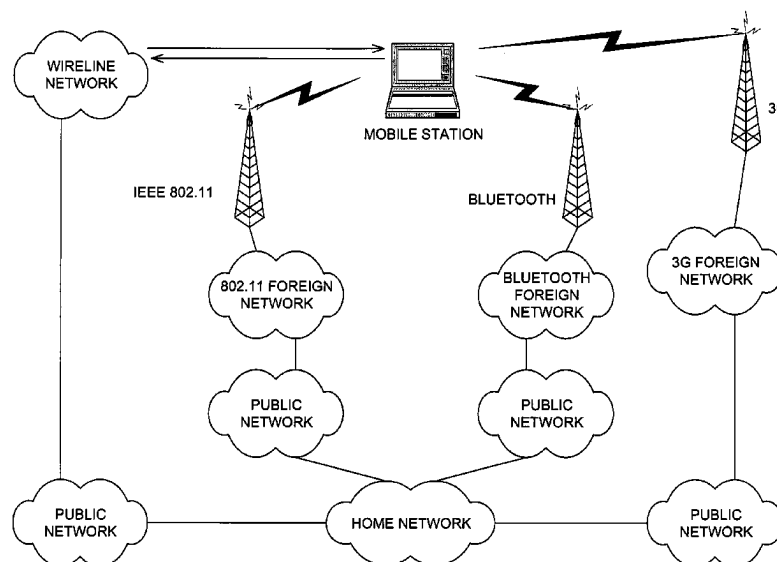 WIRELINE
NETWORK
MOBILE STATION
3
IEEE 802.11
BLUETOOTH
802.11 FOREIGN
NETWORK
BLUETOOTH
FOREIGN
NETWORK
3G FOREIGN
NETWORK
PUBLIC
NETWORK
PUBLIC
NETWORK
PUBLIC
NETWORK
HOME NETWORK
PUBLIC
NETWORK